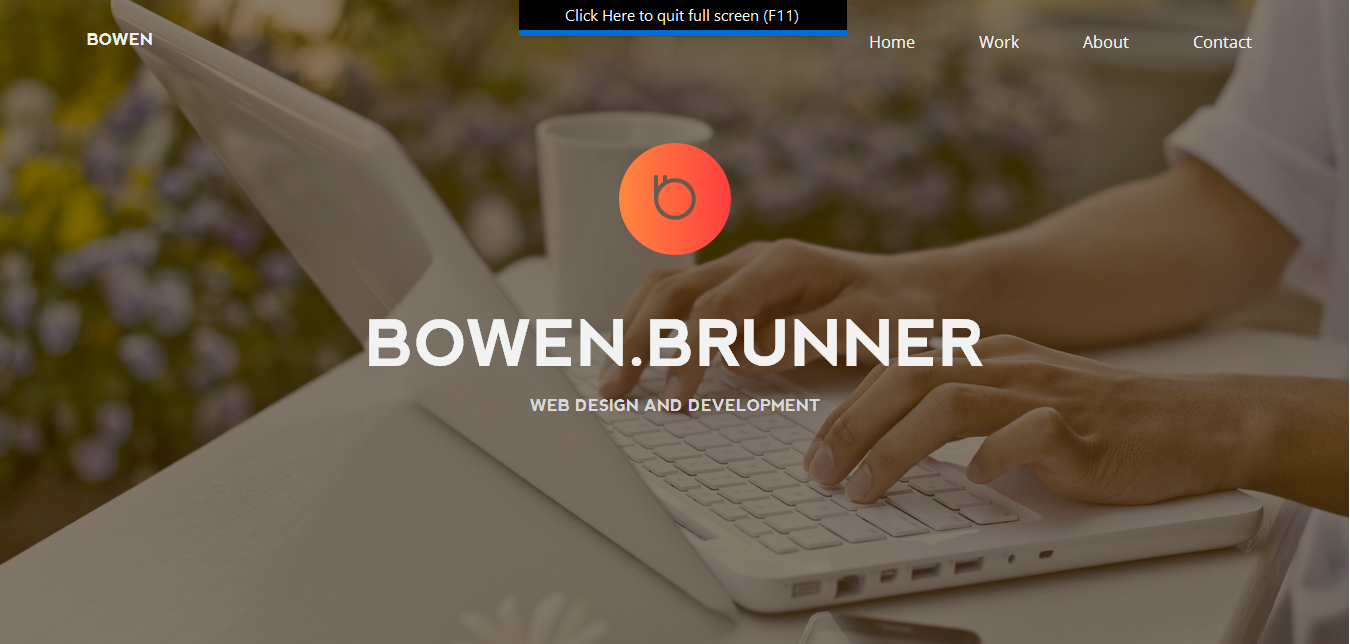 Click Here to quit full screen (F11)
BOWEN
Home Work About Contact
b
BOWEN.BRUNNER
WEB DESIGN AND DEVELOPMENT